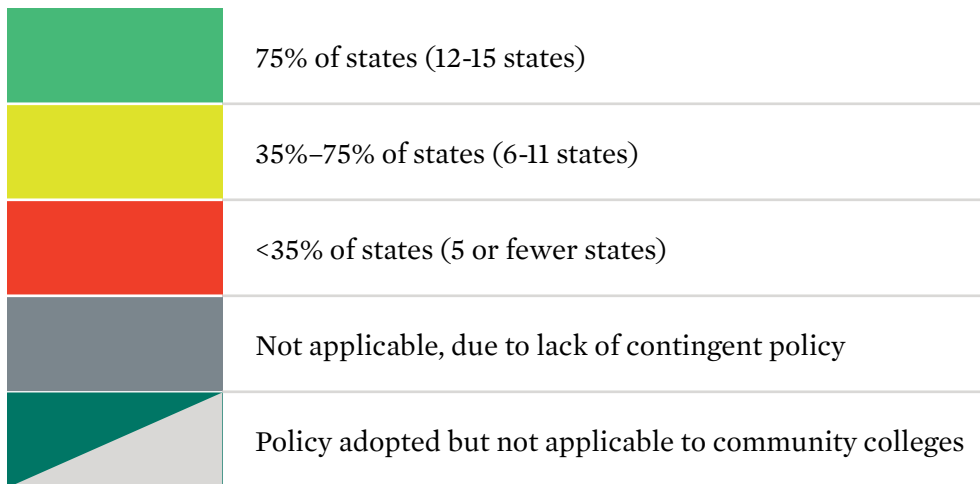 75% of states (12-15 states)
35%–75% of states (6-11 states)
<35% of states (5 or fewer states)
Not applicable, due to lack of contingent policy
Policy adopted but not applicable to community colleges